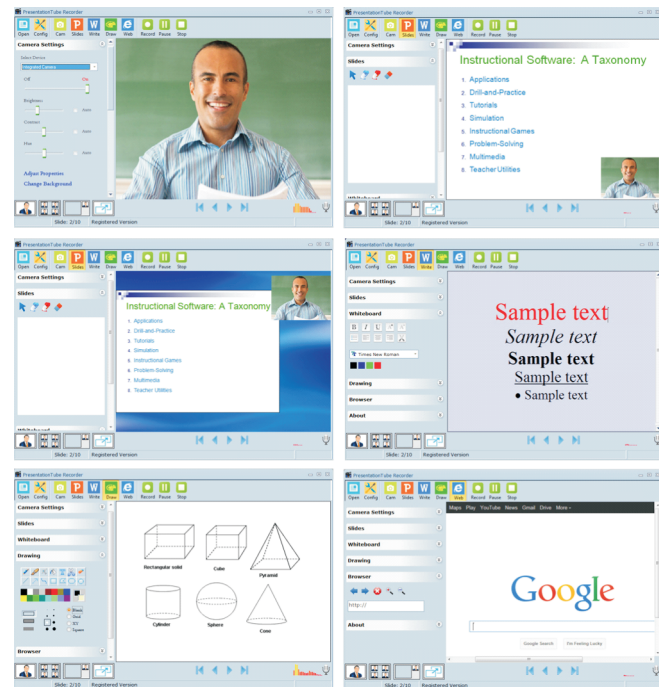 PresentationTube Recorder
Open Config Cam Slides Write Draw Web Record Pause Stop
Camera Settings
Select Device
Integrated Camera
Off On
Brightness
Auto
Contrast
Auto
Hue
Auto
Adjust Properties
Change Background
Slide: 2/10 Registered Version
PresentationTube Recorder
Open Config Cam Slides Write Draw Web Record Pause Stop
Camera Settings
Slides
Instructional Software: A Taxonomy
1. Applications
2. Drill-and-Practice
3. Tutorials
4. Simulation
5. Instructional Games
6. Problem-Solving
7. Multimedia
8. Teacher Utilities
Whiteboard
Slide: 2/10 Registered Version
PresentationTube Recorder
Open Config Cam Slides Write Draw Web Record Pause Stop
Camera Settings
Slides
Instructional Software: A Taxonomy
1. Applications
2. Drill-and-Practice
3. Tutorials
4. Simulation
5. Instructional Games
6. Problem-Solving
7. Multimedia
8. Teacher Utilities
Whiteboard
Slide: 2/10 Registered Version
PresentationTube Recorder
Open Config Cam Slides Write Draw Web Record Pause Stop
Camera Settings
Slides
Whiteboard
B I U
Times New Roman
Drawing
Browser
About
Sample text
Sample text
Sample text
Sample text
• Sample text
Slide: 2/10 Registered Version
PresentationTube Recorder
Open Config Cam Slides Write Draw Web Record Pause Stop
Camera Settings
Slides
Whiteboard
Drawing
Square
Browser
Rectangular solid
Cube
Pyramid
Cylinder
Sphere
Cone
Slide: 2/10 Registered Version
PresentationTube Recorder
Open Config Cam Slides Write Draw Web Record Pause Stop
Camera Settings
Slides
Whiteboard
Drawing
Browser
http://
About
Maps Play YouTube News Gmail Drive More
Google
Google Search I'm Feeling Lucky
Slide: 2/10 Registered Version